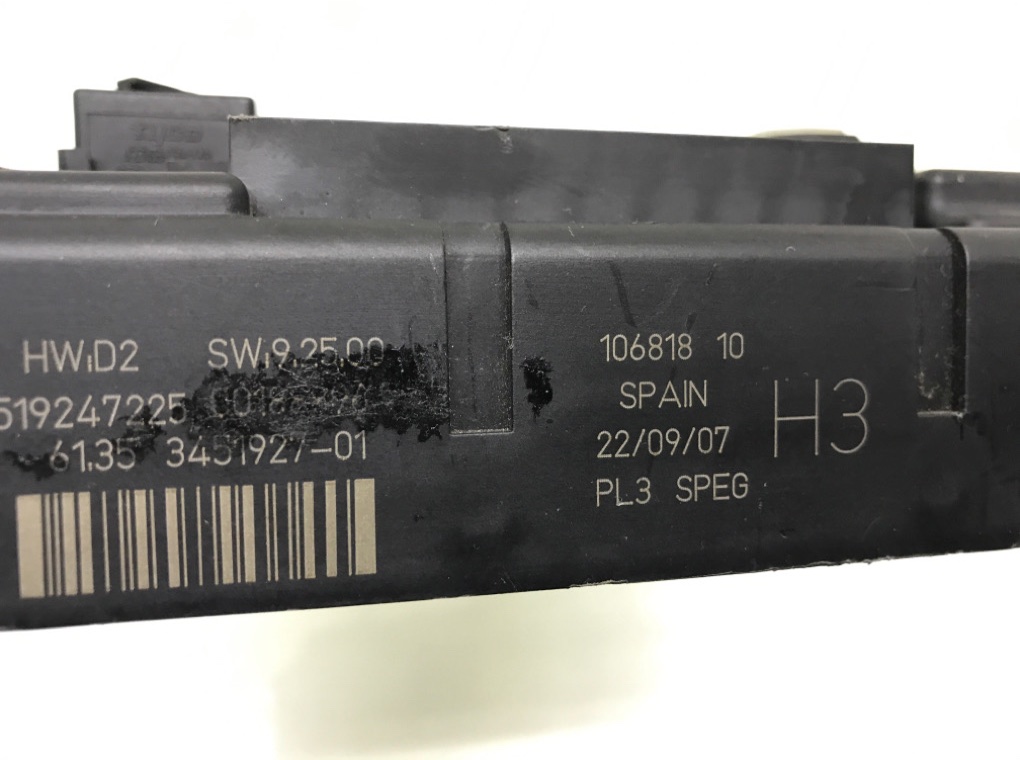 HW:D2 SW:9.25.00
519247225
61.35 3451927-01
106818 10
SPAIN
22/09/07
PL3 SPEG
H3